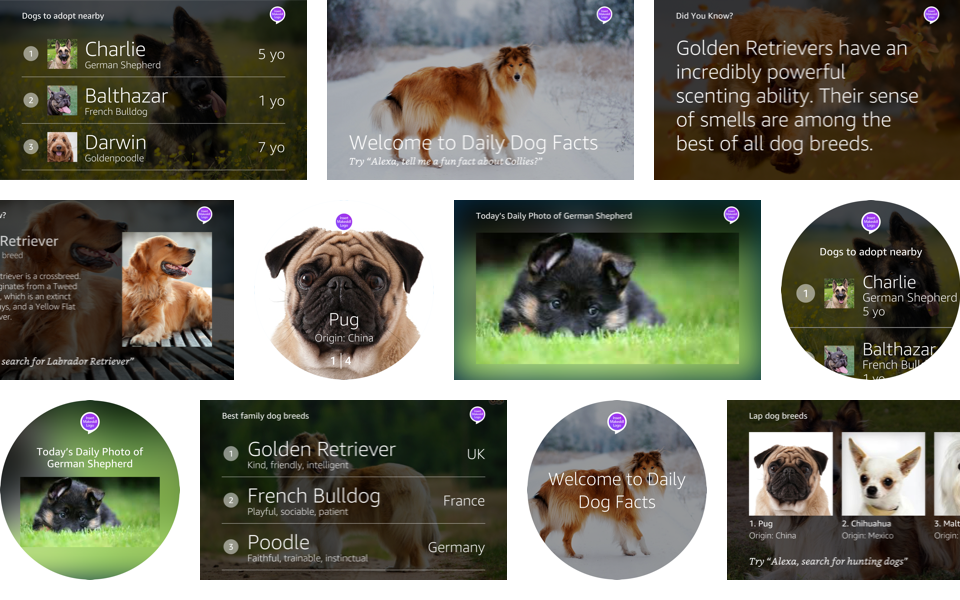 Dogs to adopt nearby
1
Charlie
German Shepherd
5 yo
2
Balthazar
French Bulldog
1 yo
3
Darwin
Goldenpoodle
7 yo
Welcome to Daily Dog Facts
Try “Alexa, tell me a fun fact about Collies?”
Did You Know?
Golden Retrievers have an
incredibly powerful
scenting ability. Their sense
of smells are among the
best of all dog breeds.
w?
Retriever
breed
triever is a crossbreed.
ginates from a Tweed
, which is an extinct
ys, and a Yellow Flat
ver.
search for Labrador Retriever”
Pug
Origin: China
1 | 4
Today's Daily Photo of German Shepherd
Dogs to adopt nearby
1
Charlie
German Shepherd
5 yo
Balthazar
French Bull
1 yo
Today's Daily Photo of
German Shepherd
Best family dog breeds
1
Golden Retriever
Kind, friendly, intelligent
UK
2
French Bulldog
Playful, sociable, patient
France
3
Poodle
Faithful, trainable, instinctual
Germany
Welcome to Daily
Dog Facts
Lap dog breeds
1. Pug
Origin: China
2. Chihuahua
Origin: Mexico
3. Malt
Origin:
Try “Alexa, search for hunting dogs”